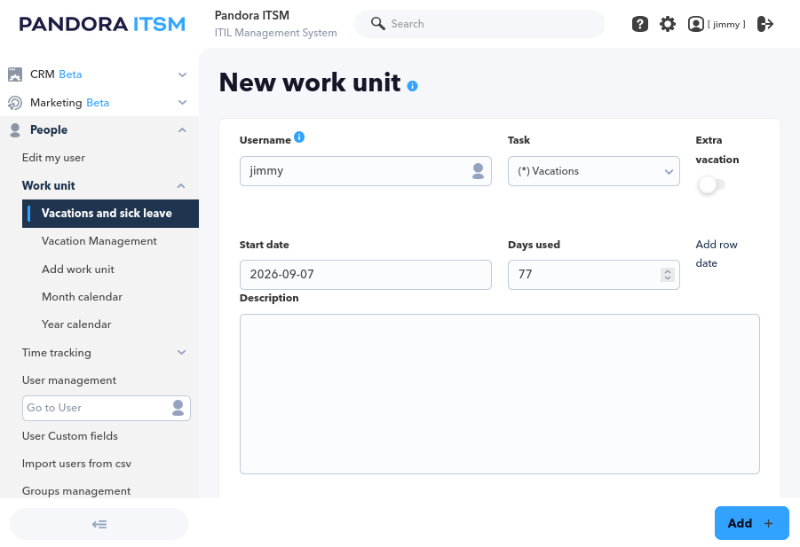 PANDORA ITSM
Pandora ITSM
ITIL Management System
Search
[ jimmy ]
CRM Beta
Marketing Beta
People
Edit my user
Work unit
Vacations and sick leave
Vacation Management
Add work unit
Month calendar
Year calendar
Time tracking
User management
Go to User
User Custom fields
Import users from csv
Groups management
New work unit
Username
jimmy
Task
(*) Vacations
Extra
vacation
Start date
2026-09-07
Days used
77
Add row
date
Description
Add +